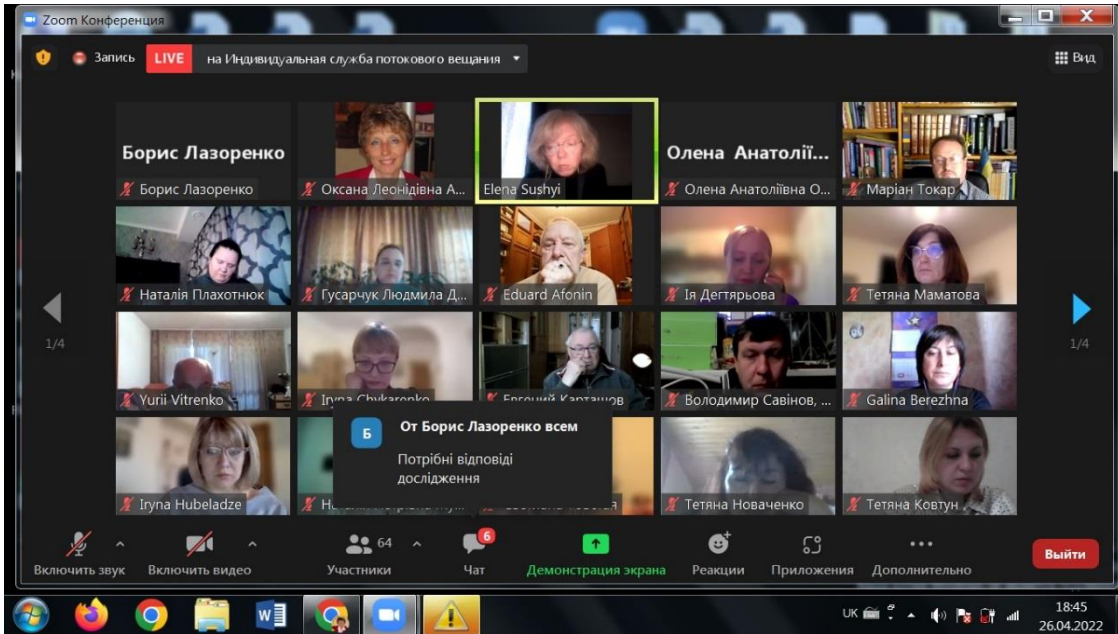 Zoom Конференция
Запись LIVE на Индивидуальная служба потокового вещания
Вид
Борис Лазоренко
Олена Анатолії...
Борис Лазоренко
Оксана Леонідівна А...
Elena Sushyi
Олена Анатоліївна О...
Маріан Токар
Наталія Плахотнюк
Гусарчук Людмила Д...
Eduard Afonin
Ія Дегтярьова
Тетяна Маматова
1/4
1/4
Yurii Vitrenko
Iryna Chykarenko
Евгений Карташов
Володимир Савінов, ...
Galina Berezhna
Б
От Борис Лазоренко всем
Потрібні відповіді
дослідження
Iryna Hubeladze
Тетяна Новаченко
Тетяна Ковтун
64
6
Включить звук
Включить видео
Участники
Чат
Демонстрация экрана
Реакции
Приложения
Дополнительно
Выйти
UK
18:45
26.04.2022